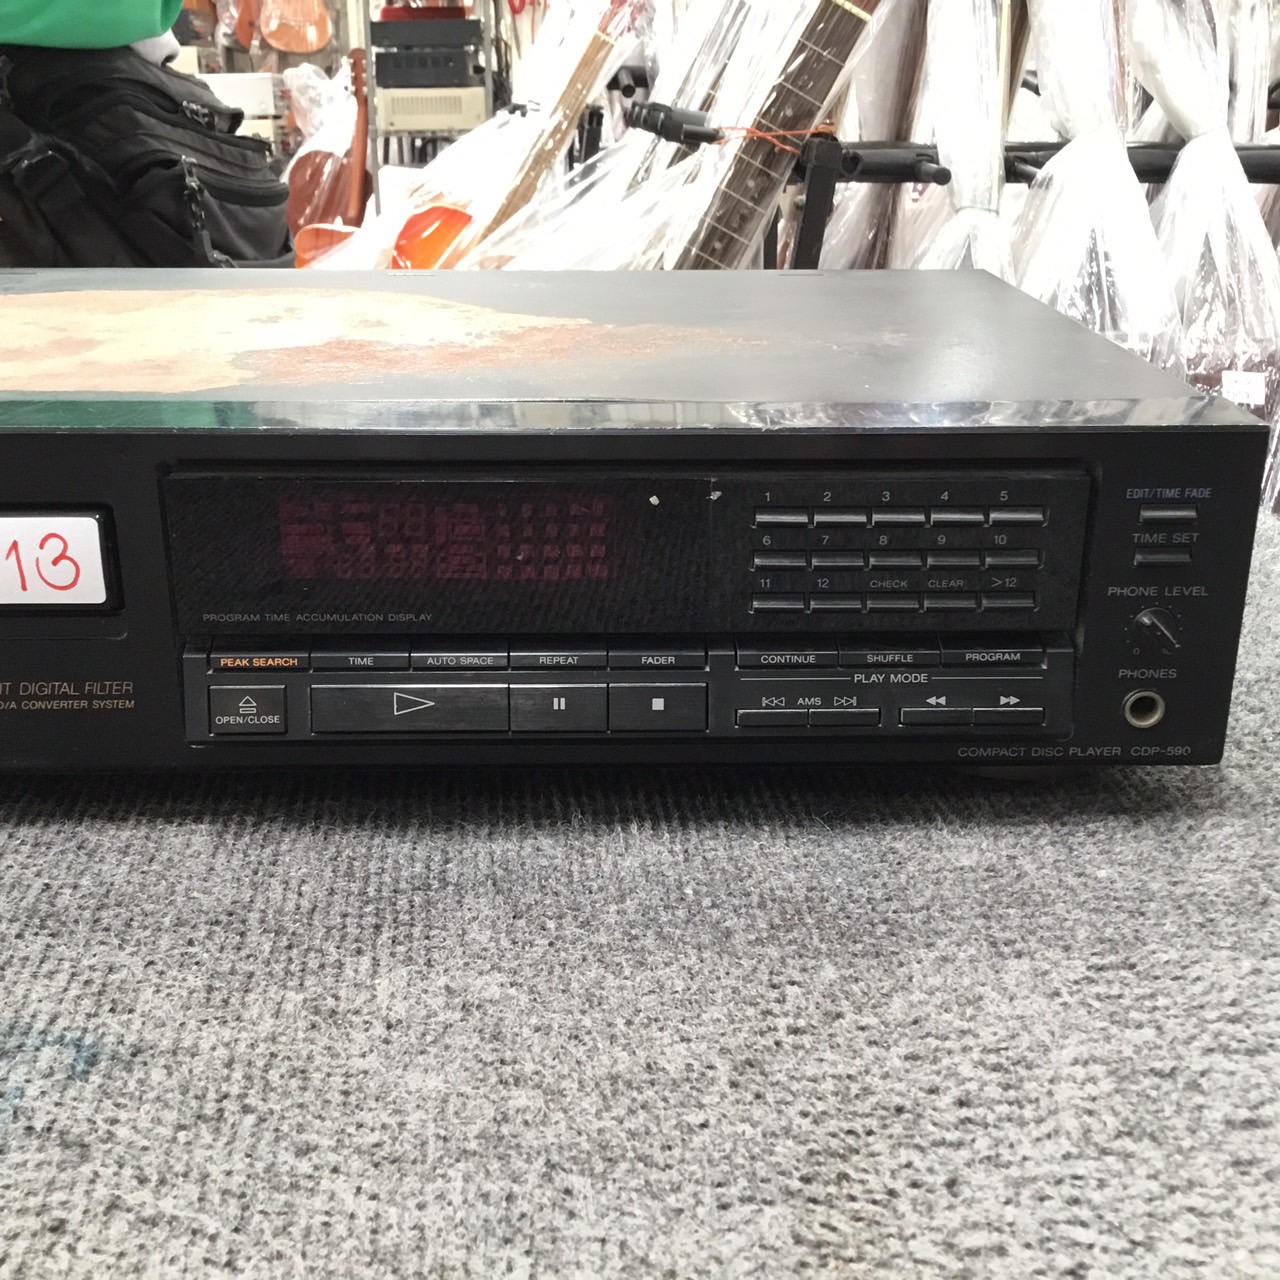 13
1 2 3 4 5
6 7 8 9 10
11 12 CHECK CLEAR >12
PROGRAM TIME ACCUMULATION DISPLAY
EDIT/TIME FADE
TIME SET
PHONE LEVEL
0
PHONES
PEAK SEARCH TIME AUTO SPACE REPEAT FADER
CONTINUE SHUFFLE PROGRAM
PLAY MODE
AMS
OPEN/CLOSE
DIGITAL FILTER
D/A CONVERTER SYSTEM
COMPACT DISC PLAYER CDP-590